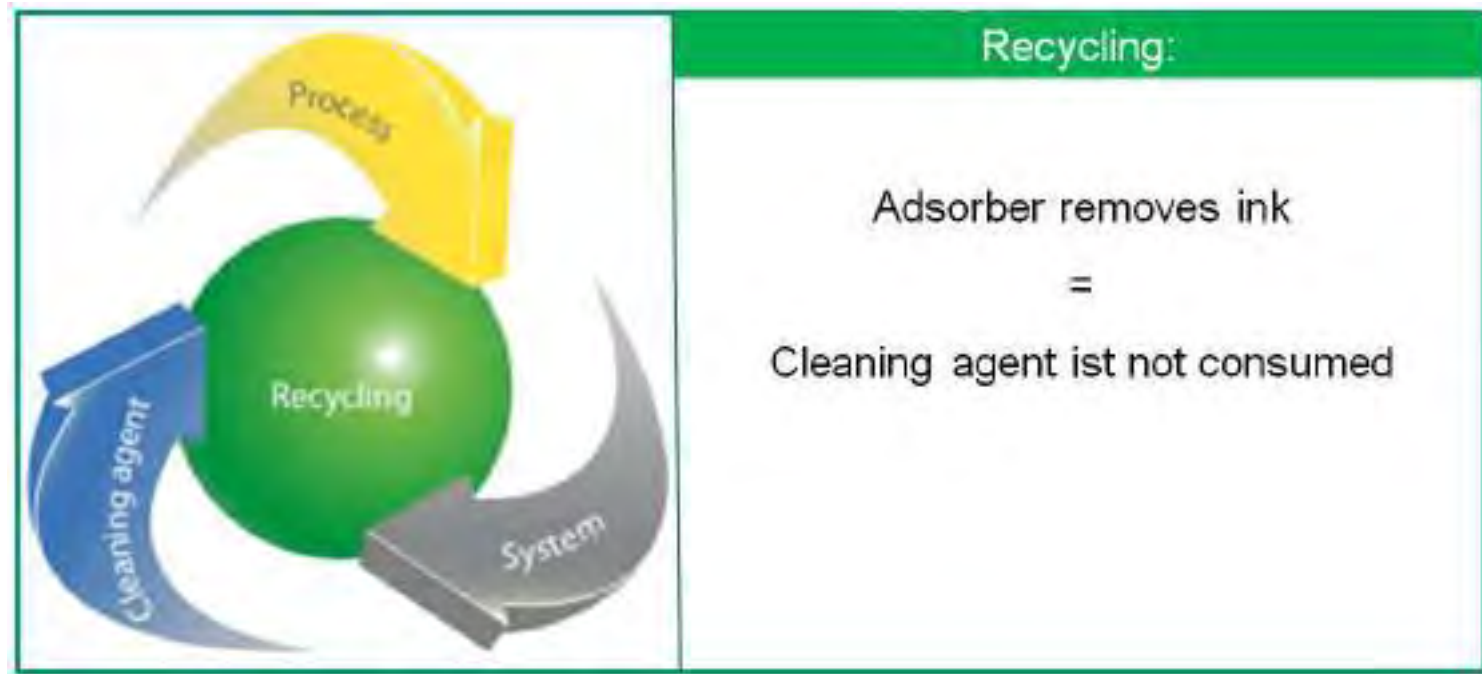 Process
Recycling
Cleaning agent
System
Recycling:
Adsorber removes ink
=
Cleaning agent ist not consumed